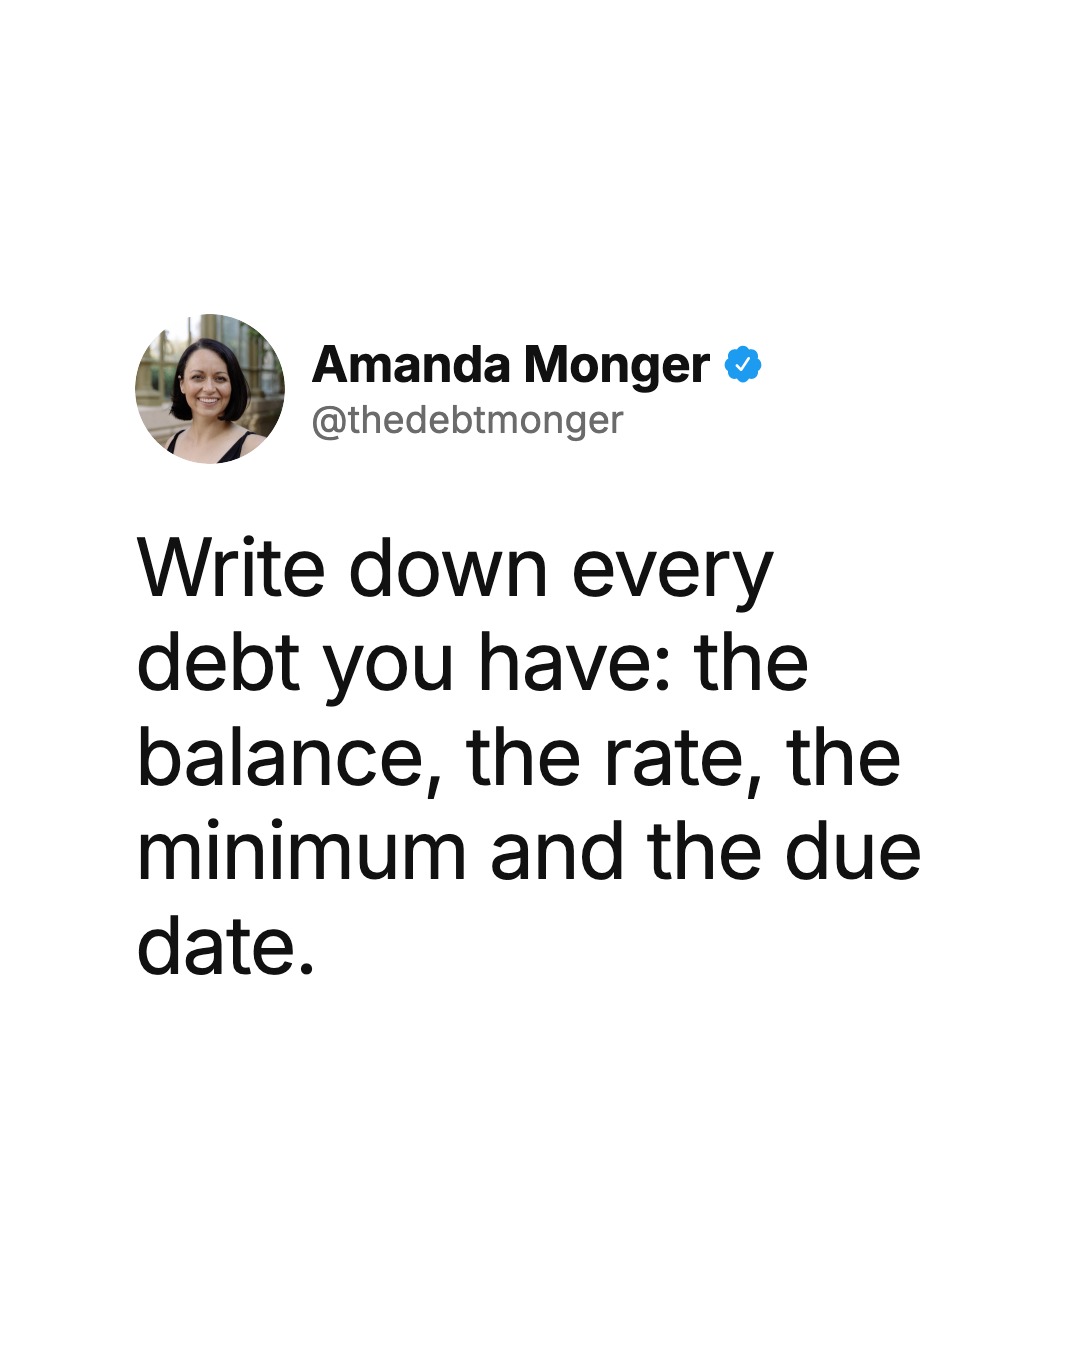 Amanda Monger
@thedebtmonger
Write down every
debt you have: the
balance, the rate, the
minimum and the due
date.